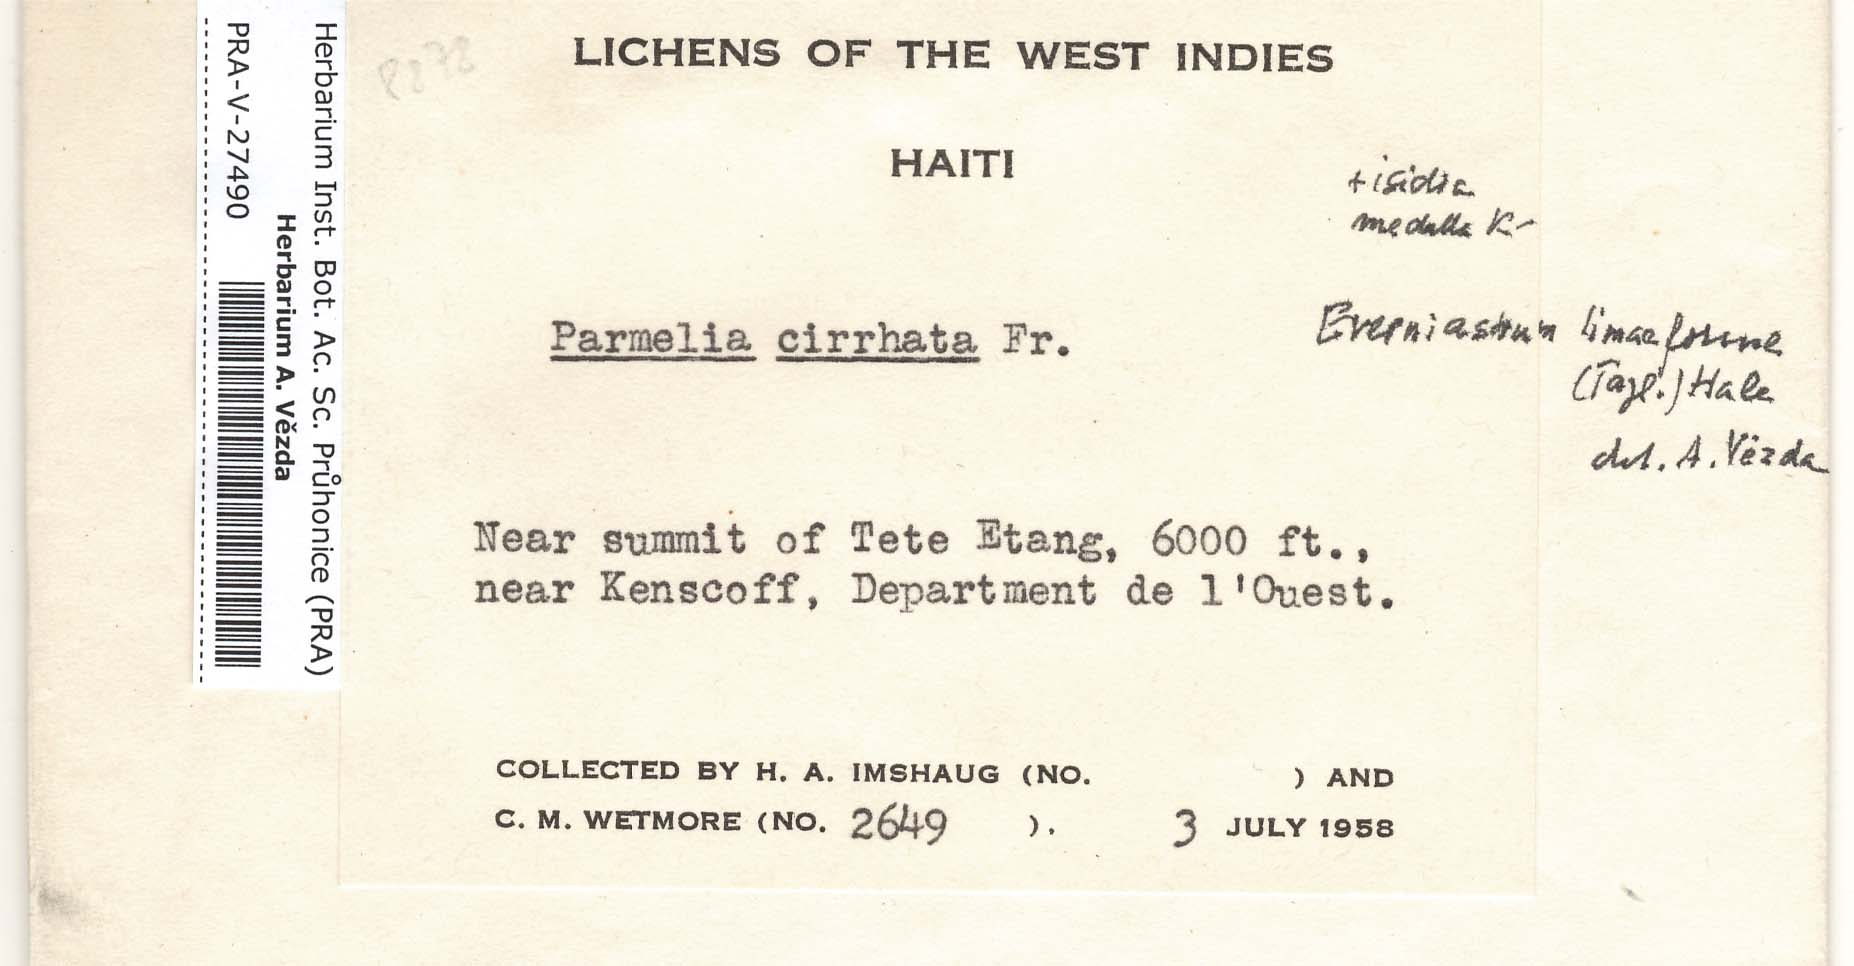 Herbarium Inst. Bot. Ac. Sc. Průhonice (PRA)
Herbarium A. Vězda
PRA-V-27490
LICHENS OF THE WEST INDIES
HAITI
+ isidia
medulla K-
Parmelia cirrhata Fr.
Everniastrum limaeforme
(Tayl.) Hale
det. A. Vězda
Near summit of Tete Etang, 6000 ft.,
near Kenscoff, Department de l'Ouest.
COLLECTED BY H. A. IMSHAUG (NO. ) AND
C. M. WETMORE (NO. 2649 ). 3 JULY 1958